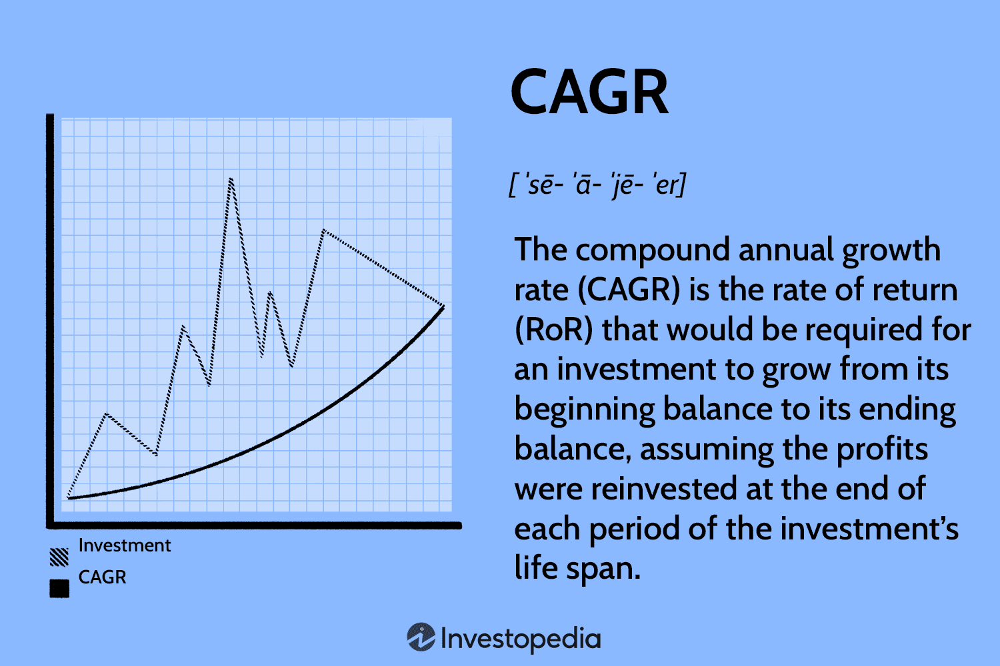 CAGR
[ ˈsē- ˈā- ˈjē- ˈer]
The compound annual growth
rate (CAGR) is the rate of return
(RoR) that would be required for
an investment to grow from its
beginning balance to its ending
balance, assuming the profits
were reinvested at the end of
each period of the investment’s
life span.
Investment
CAGR
Investopedia